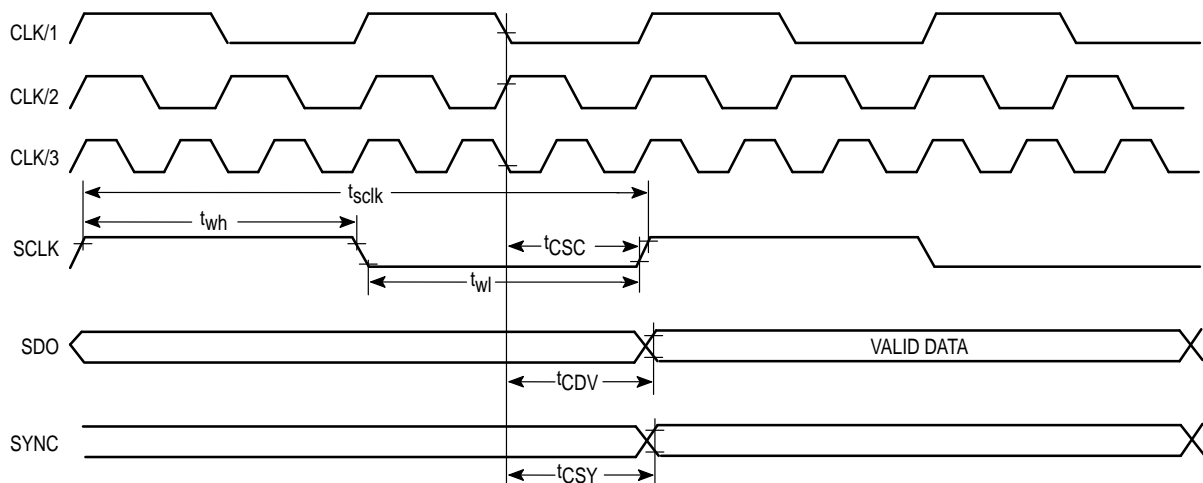 CLK/1
CLK/2
CLK/3
tsclk
twh
SCLK
tCSC
twl
SDO
VALID DATA
tCDV
SYNC
tCSY